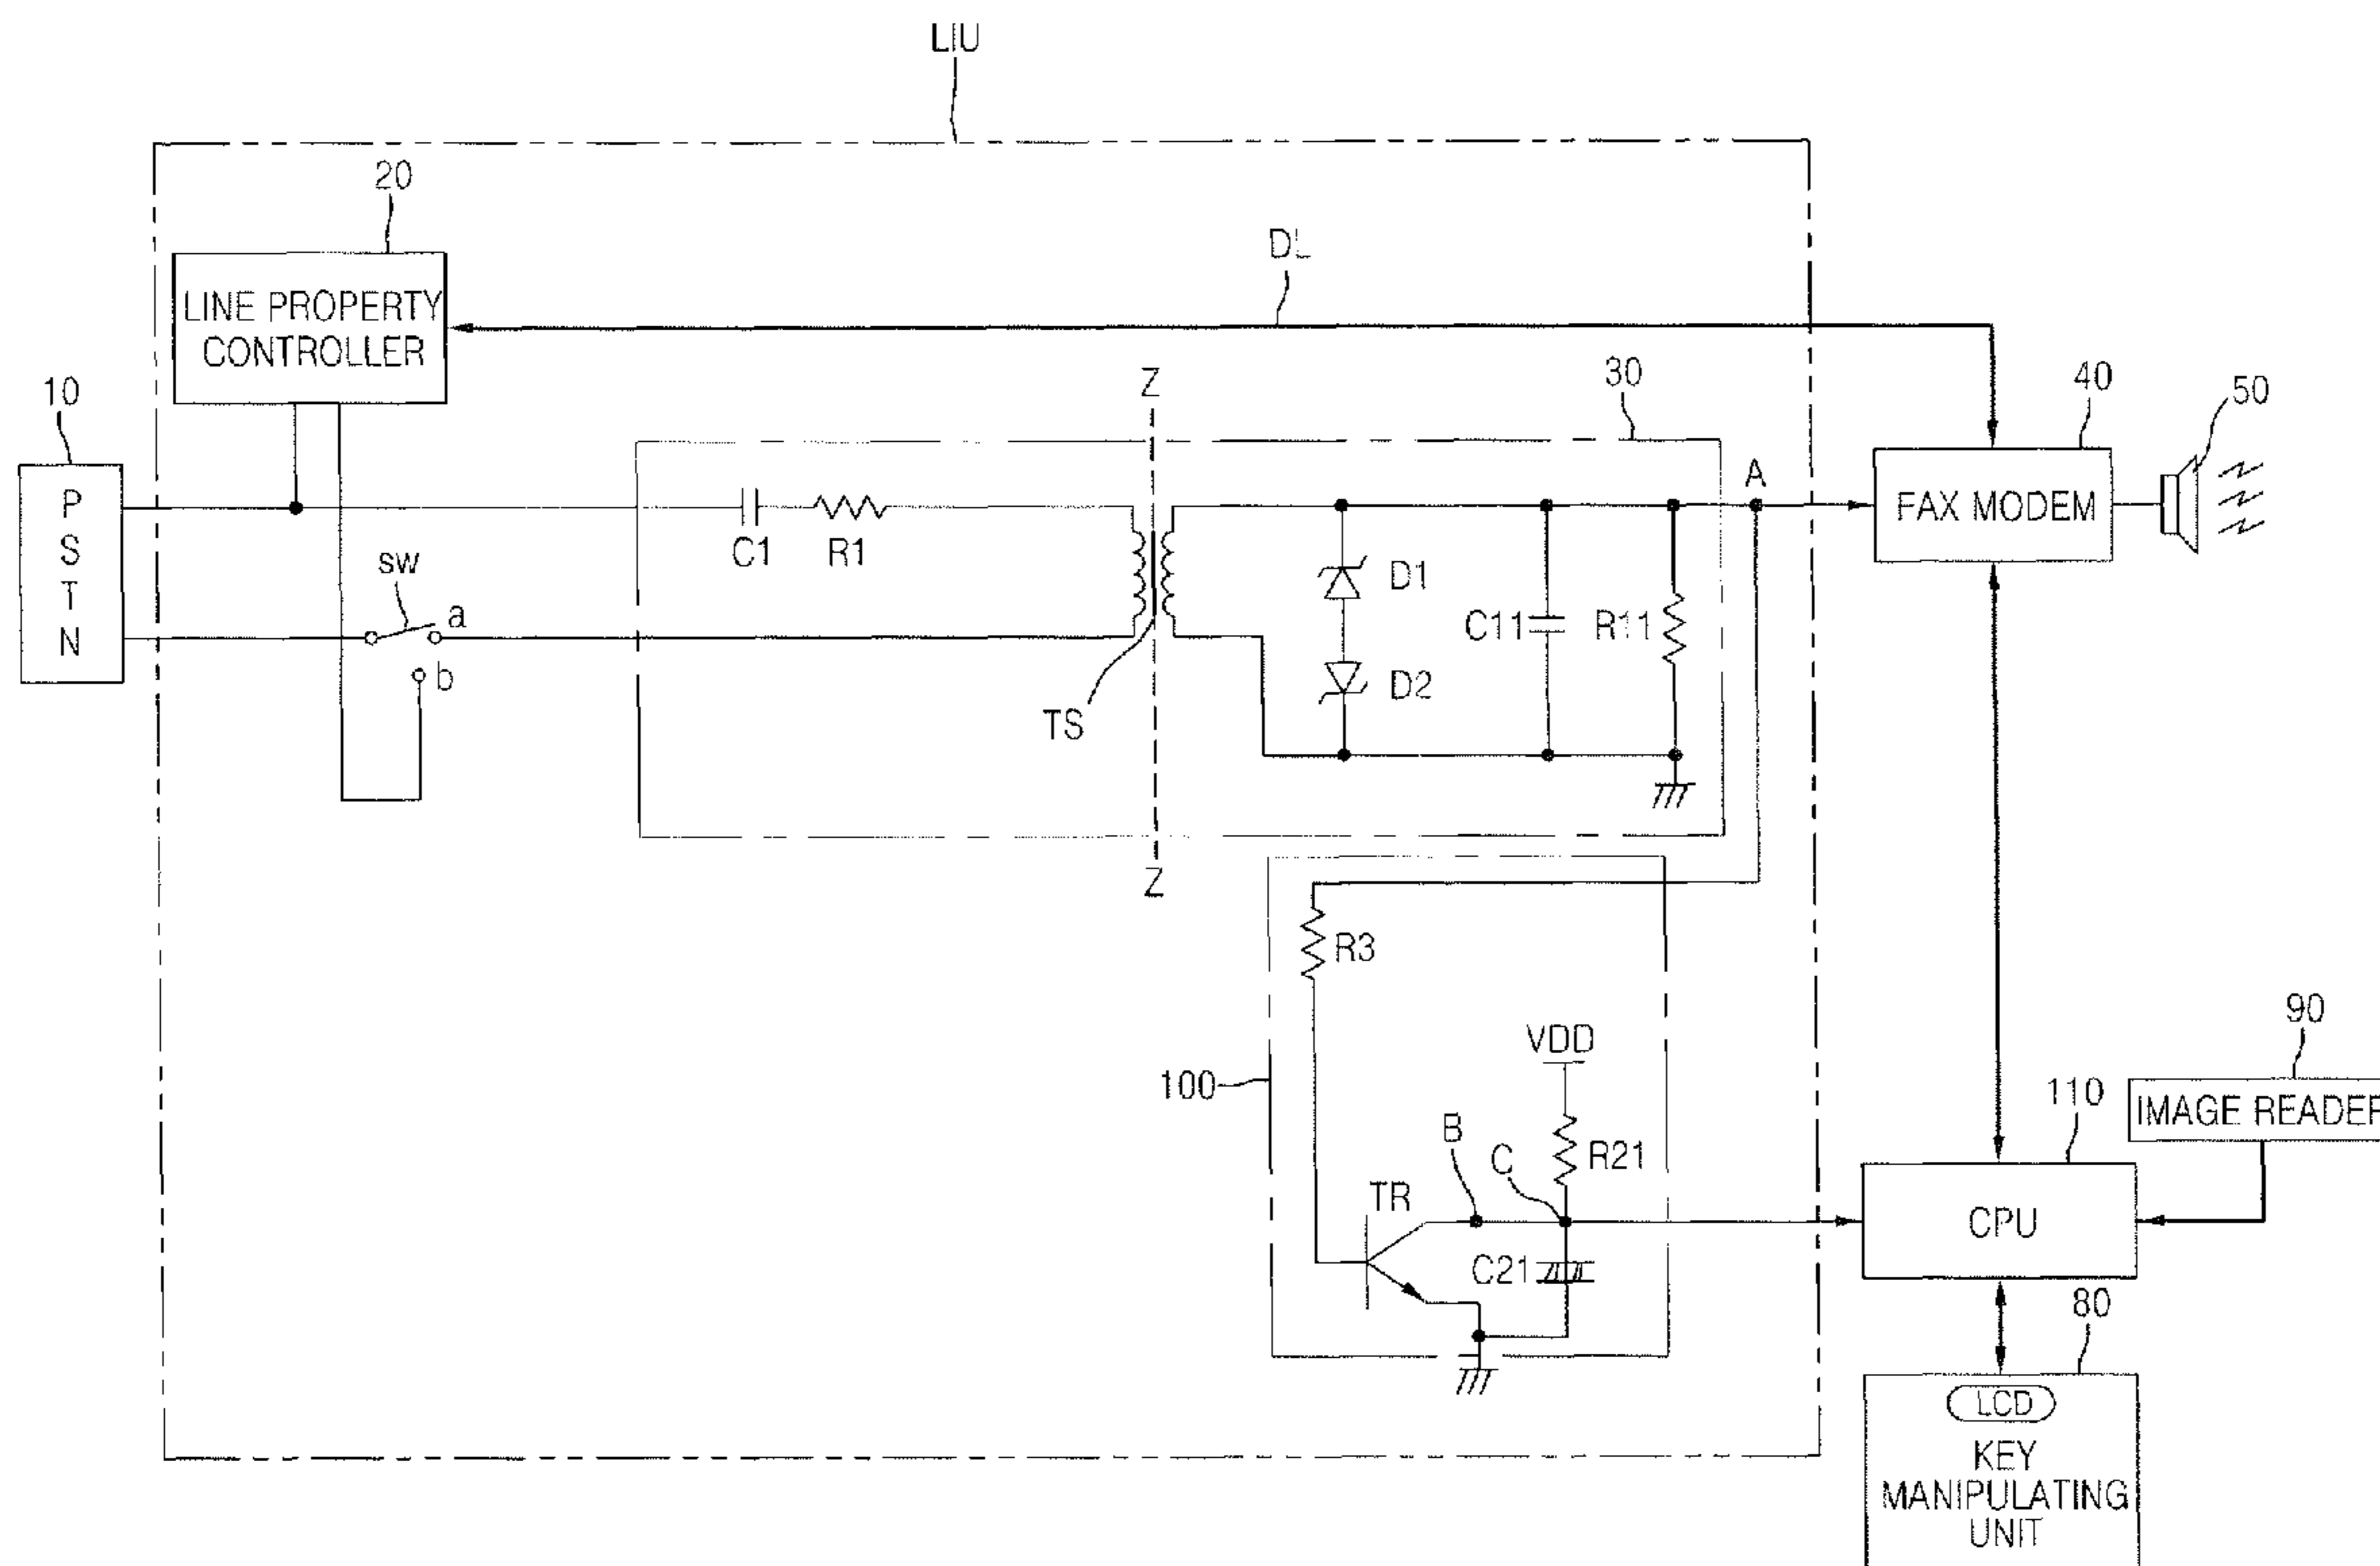 LIU
20
LINE PROPERTY
CONTROLLER
DL
10
P
S
T
N
sw
a
b
Z
30
A
40
50
FAX MODEM
C1
R1
D1
C11
R11
D2
TS
Z
R3
VDD
100
90
110
IMAGE READER
B
C
R21
TR
CPU
C21
80
LCD
KEY
MANIPULATING
UNIT